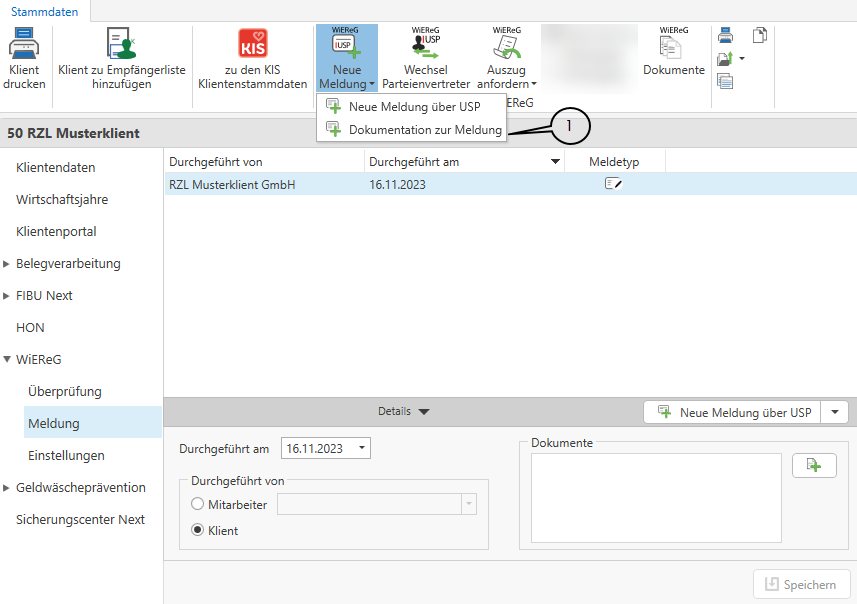 Stammdaten
Klient
drucken
Klient zu Empfängerliste
hinzufügen
KIS
zu den KIS
Klientenstammdaten
WiEReG
IUSP
Neue
Meldung
WiEReG
IUSP
Wechsel
Parteienvertreter
WiEReG
Auszug
anfordern
WiEReG
Dokumente
EReG
Neue Meldung über USP
Dokumentation zur Meldung
1
50 RZL Musterklient
Klientendaten
Wirtschaftsjahre
Klientenportal
Belegverarbeitung
FIBU Next
HON
WiEReG
Überprüfung
Meldung
Einstellungen
Geldwäscheprävention
Sicherungscenter Next
Durchgeführt von
Durchgeführt am
Meldetyp
RZL Musterklient GmbH
16.11.2023
Details
Neue Meldung über USP
Durchgeführt am
16.11.2023
Durchgeführt von
Mitarbeiter
Klient
Dokumente
Speichern